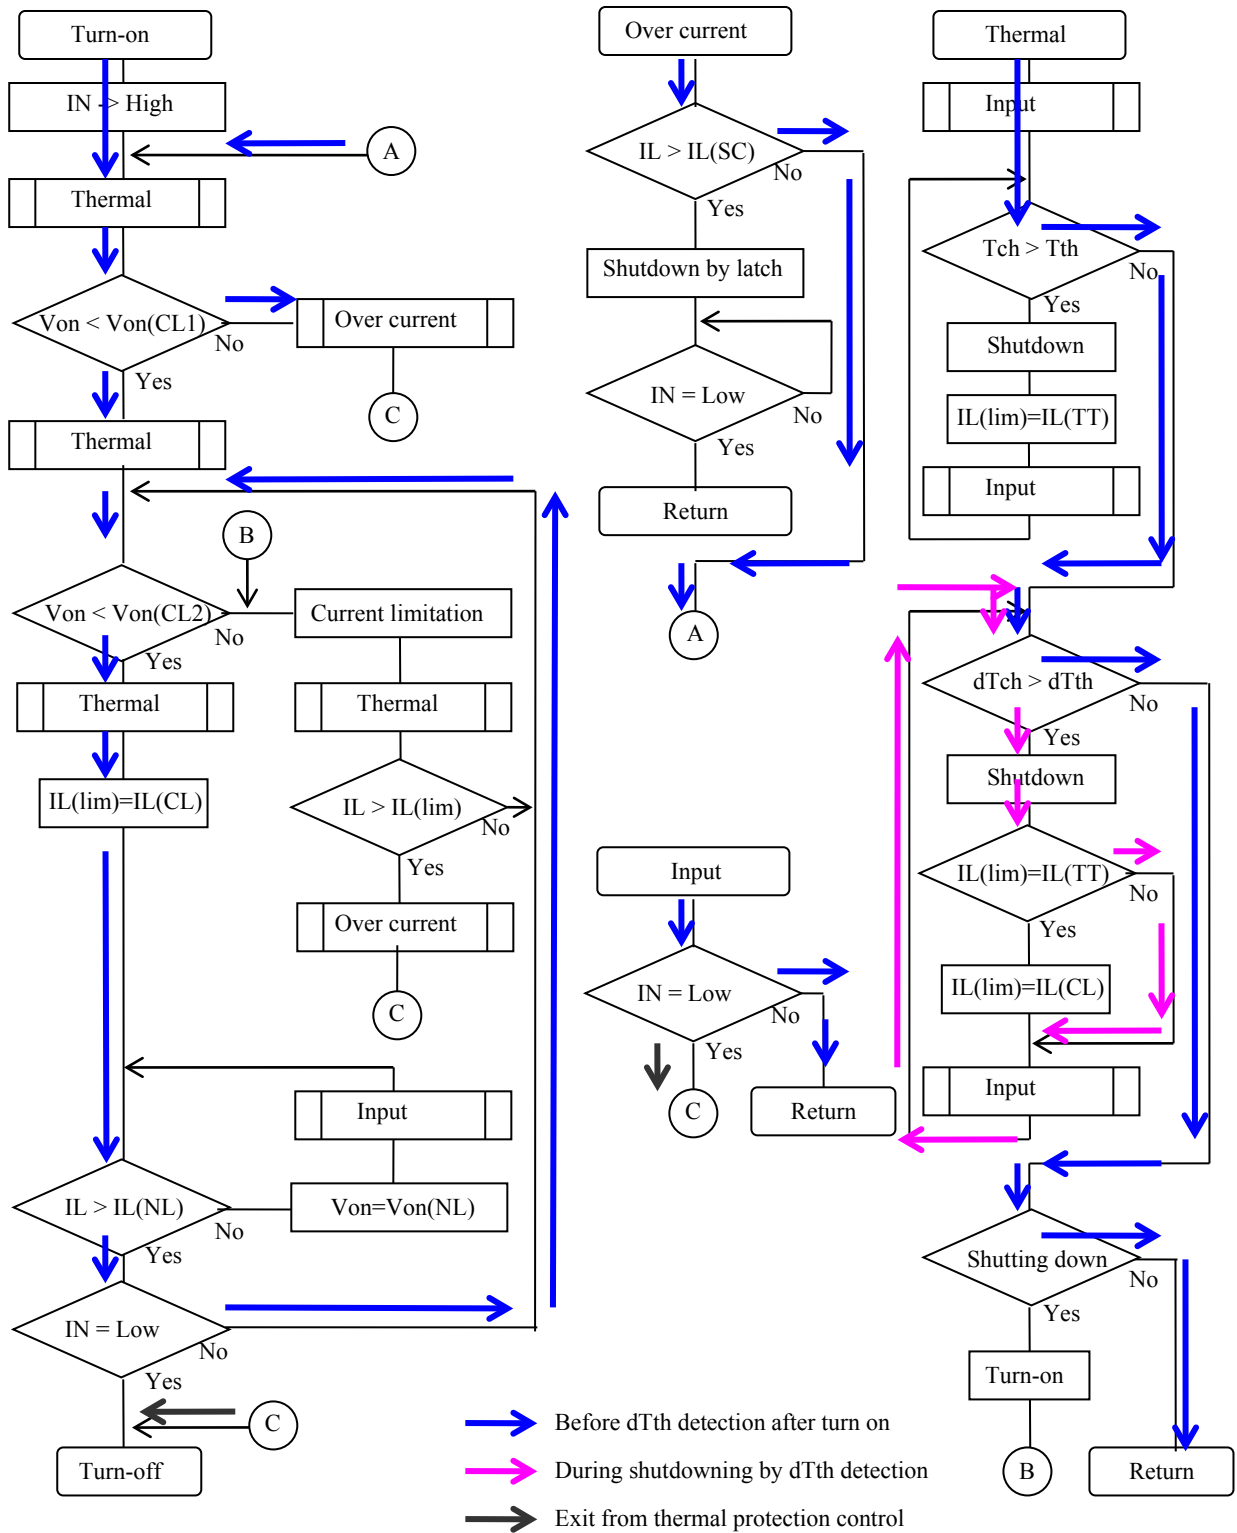 Turn-on
IN -> High
A
Thermal
Von < Von(CL1)
No
Yes
Over current
C
Thermal
B
Von < Von(CL2)
No
Yes
Current limitation
Thermal
Thermal
IL(lim)=IL(CL)
IL > IL(lim)
No
Yes
Over current
C
Input
Von=Von(NL)
IL > IL(NL)
No
Yes
IN = Low
No
Yes
C
Turn-off
Over current
IL > IL(SC)
No
Yes
Shutdown by latch
IN = Low
No
Yes
Return
A
Input
IN = Low
No
Yes
C
Return
Thermal
Input
Tch > Tth
No
Yes
Shutdown
IL(lim)=IL(TT)
Input
dTch > dTth
No
Yes
Shutdown
IL(lim)=IL(TT)
No
Yes
IL(lim)=IL(CL)
Input
Shutting down
No
Yes
Turn-on
B
Return
Before dTth detection after turn on
During shutdowning by dTth detection
Exit from thermal protection control